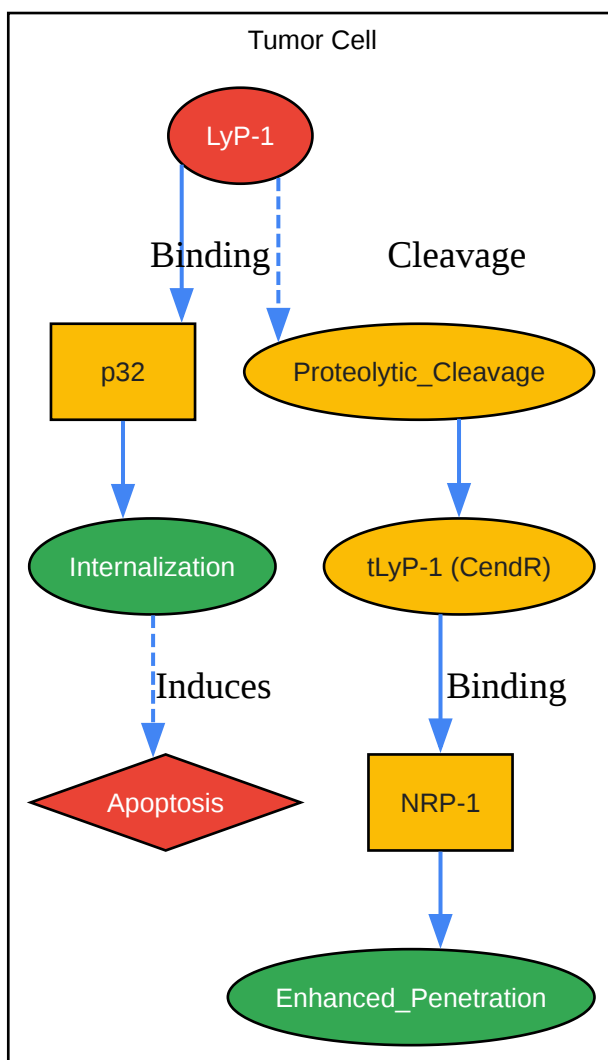 Tumor Cell
LyP-1
Binding
Cleavage
p32
Proteolytic_Cleavage
Internalization
tLyP-1 (CendR)
Induces
Binding
Apoptosis
NRP-1
Enhanced_Penetration